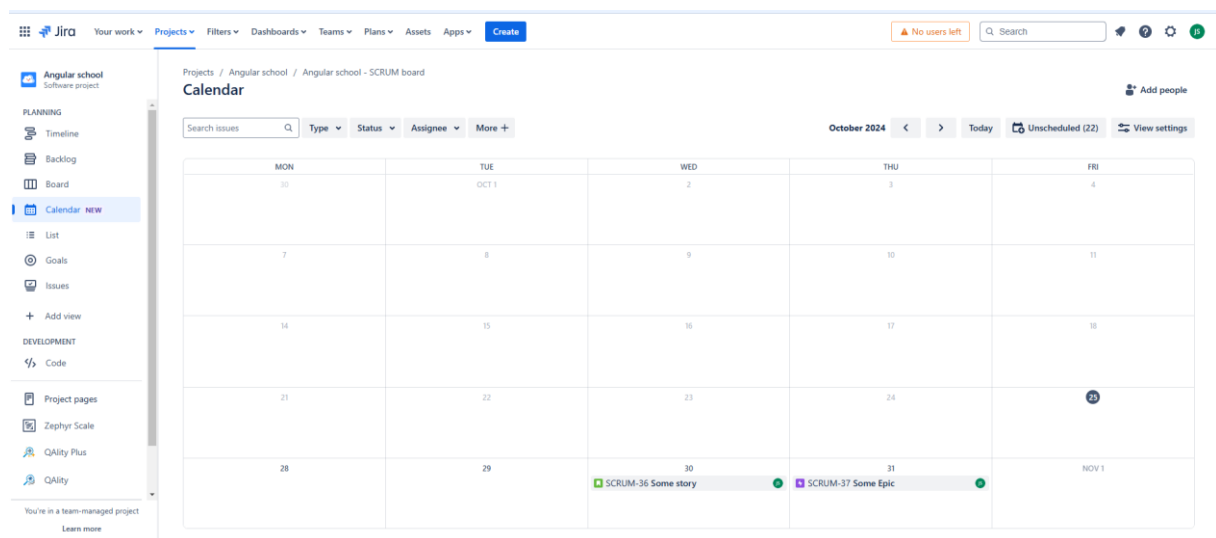 Jira Your work Projects Filters Dashboards Teams Plans Assets Apps Create No users left Search JS
Angular school
Software project
PLANNING
Timeline
Backlog
Board
Calendar NEW
List
Goals
Issues
+ Add view
DEVELOPMENT
Code
Project pages
Zephyr Scale
QAlity Plus
QAlity
You're in a team-managed project
Learn more
Projects / Angular school / Angular school - SCRUM board
Calendar
Add people
Search issues Type Status Assignee More + October 2024 < > Today Unscheduled (22) View settings
MON TUE WED THU FRI
30 OCT 1 2 3 4
7 8 9 10 11
14 15 16 17 18
21 22 23 24 25
28 29 30 31 NOV 1
SCRUM-36 Some story JS SCRUM-37 Some Epic JS